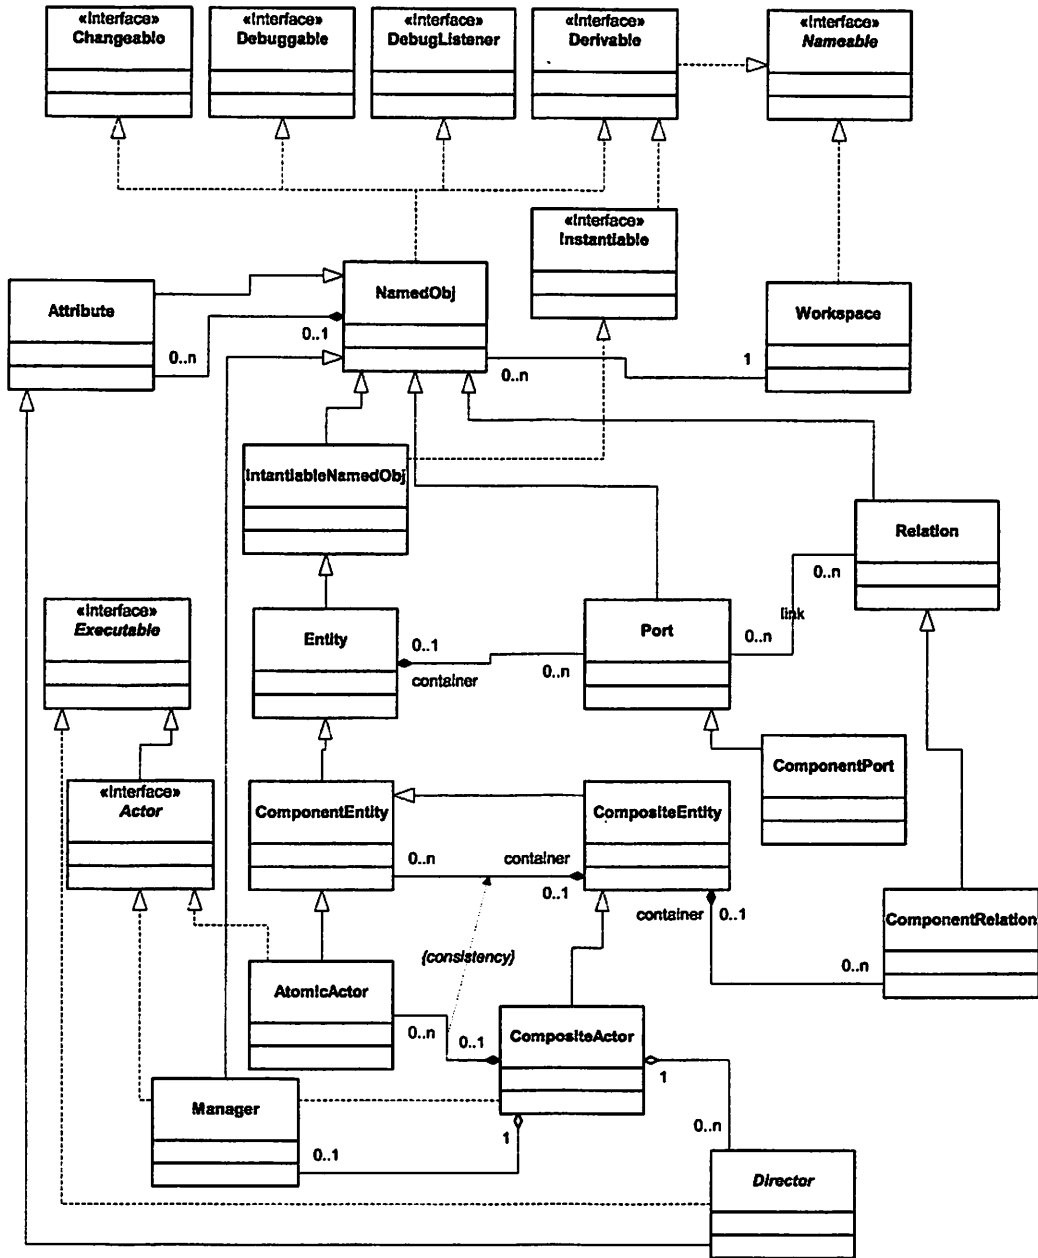 «Interface»
Changeable
«Interface»
Debuggable
«Interface»
DebugListener
«Interface»
Derivable
«Interface»
Nameable
«Interface»
Instantiable
NamedObj
Attribute
Workspace
0..1
0..n
0..n
1
IntantiableNamedObj
Relation
0..n
«Interface»
Executable
Entity
Port
link
0..1
0..n
container
0..n
ComponentPort
«Interface»
Actor
ComponentEntity
CompositeEntity
0..n
container
0..1
container
0..1
ComponentRelation
{consistency}
0..n
AtomicActor
0..n
0..1
CompositeActor
1
Manager
1
0..n
0..1
Director